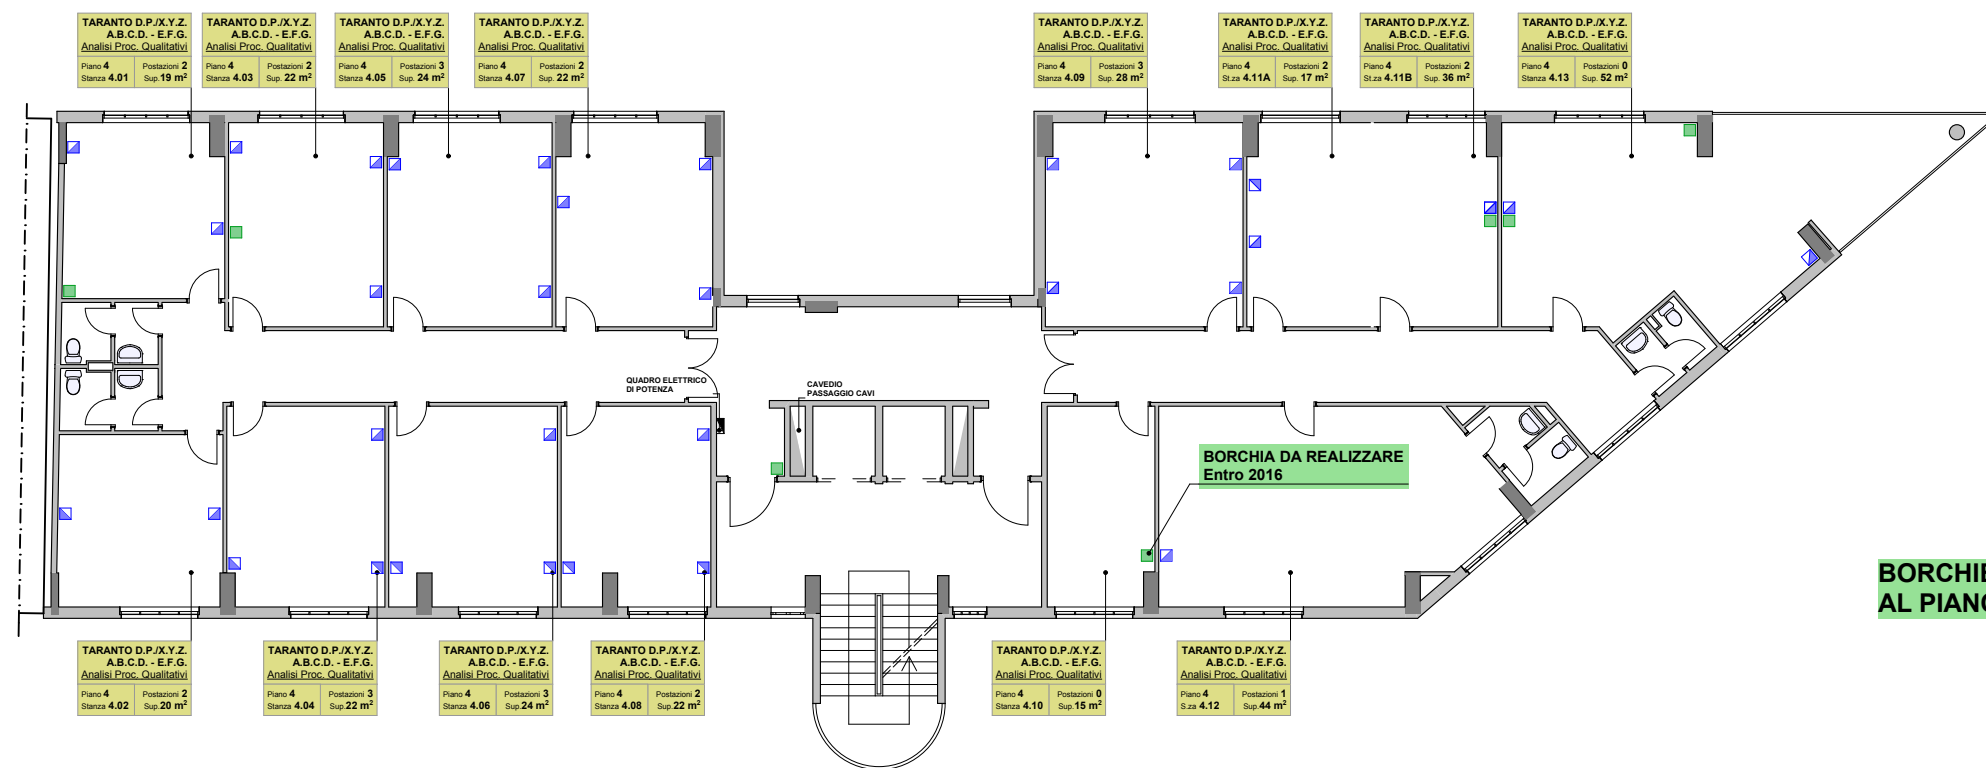 TARANTO D.P./X.Y.Z.
A.B.C.D. - E.F.G.
Analisi Proc. Qualitativi
Piano 4 Postazioni 2
Stanza 4.01 Sup. 19 m²
TARANTO D.P./X.Y.Z.
A.B.C.D. - E.F.G.
Analisi Proc. Qualitativi
Piano 4 Postazioni 2
Stanza 4.03 Sup. 22 m²
TARANTO D.P./X.Y.Z.
A.B.C.D. - E.F.G.
Analisi Proc. Qualitativi
Piano 4 Postazioni 3
Stanza 4.05 Sup. 24 m²
TARANTO D.P./X.Y.Z.
A.B.C.D. - E.F.G.
Analisi Proc. Qualitativi
Piano 4 Postazioni 2
Stanza 4.07 Sup. 22 m²
TARANTO D.P./X.Y.Z.
A.B.C.D. - E.F.G.
Analisi Proc. Qualitativi
Piano 4 Postazioni 3
Stanza 4.09 Sup. 28 m²
TARANTO D.P./X.Y.Z.
A.B.C.D. - E.F.G.
Analisi Proc. Qualitativi
Piano 4 Postazioni 2
St.za 4.11A Sup. 17 m²
TARANTO D.P./X.Y.Z.
A.B.C.D. - E.F.G.
Analisi Proc. Qualitativi
Piano 4 Postazioni 2
St.za 4.11B Sup. 36 m²
TARANTO D.P./X.Y.Z.
A.B.C.D. - E.F.G.
Analisi Proc. Qualitativi
Piano 4 Postazioni 0
Stanza 4.13 Sup. 52 m²
QUADRO ELETTRICO
DI POTENZA
CAVEDIO
PASSAGGIO CAVI
BORCHIA DA REALIZZARE
Entro 2016
BORCHIE
AL PIANO
TARANTO D.P./X.Y.Z.
A.B.C.D. - E.F.G.
Analisi Proc. Qualitativi
Piano 4 Postazioni 2
Stanza 4.02 Sup. 20 m²
TARANTO D.P./X.Y.Z.
A.B.C.D. - E.F.G.
Analisi Proc. Qualitativi
Piano 4 Postazioni 3
Stanza 4.04 Sup. 22 m²
TARANTO D.P./X.Y.Z.
A.B.C.D. - E.F.G.
Analisi Proc. Qualitativi
Piano 4 Postazioni 3
Stanza 4.06 Sup. 24 m²
TARANTO D.P./X.Y.Z.
A.B.C.D. - E.F.G.
Analisi Proc. Qualitativi
Piano 4 Postazioni 2
Stanza 4.08 Sup. 22 m²
TARANTO D.P./X.Y.Z.
A.B.C.D. - E.F.G.
Analisi Proc. Qualitativi
Piano 4 Postazioni 0
Stanza 4.10 Sup. 15 m²
TARANTO D.P./X.Y.Z.
A.B.C.D. - E.F.G.
Analisi Proc. Qualitativi
Piano 4 Postazioni 1
S.za 4.12 Sup. 44 m²